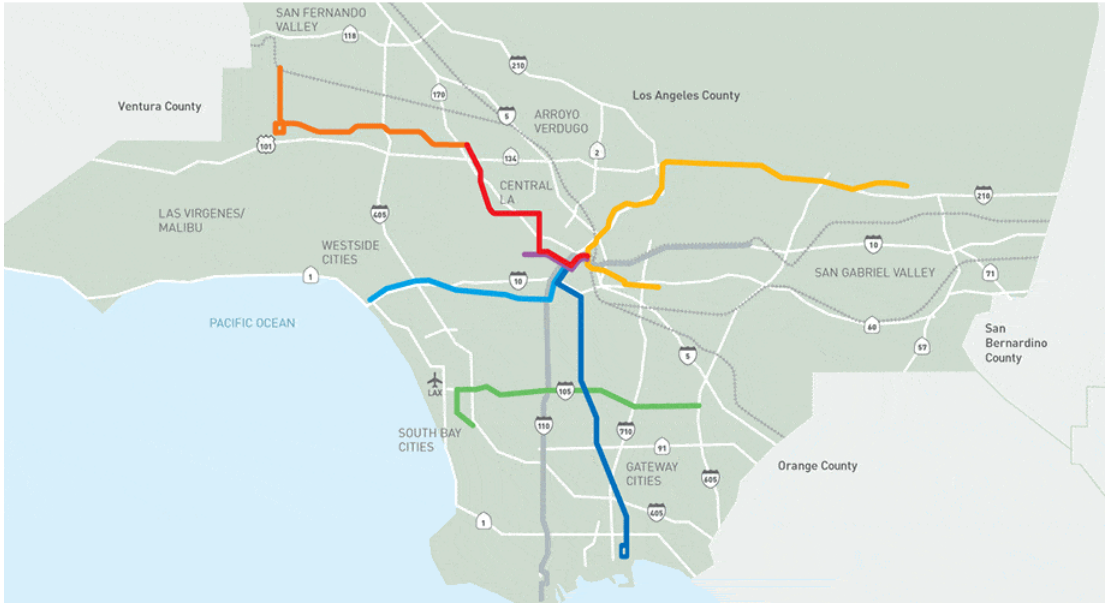 SAN FERNANDO
VALLEY
118
210
Ventura County
170
Los Angeles County
5
ARROYO
VERDUGO
101
134
2
CENTRAL
LA
210
LAS VIRGENES/
MALIBU
405
WESTSIDE
CITIES
10
1
10
SAN GABRIEL VALLEY
71
PACIFIC OCEAN
60
San
Bernardino
County
57
5
LAX
105
SOUTH BAY
CITIES
110
710
91
GATEWAY
CITIES
Orange County
605
405
1